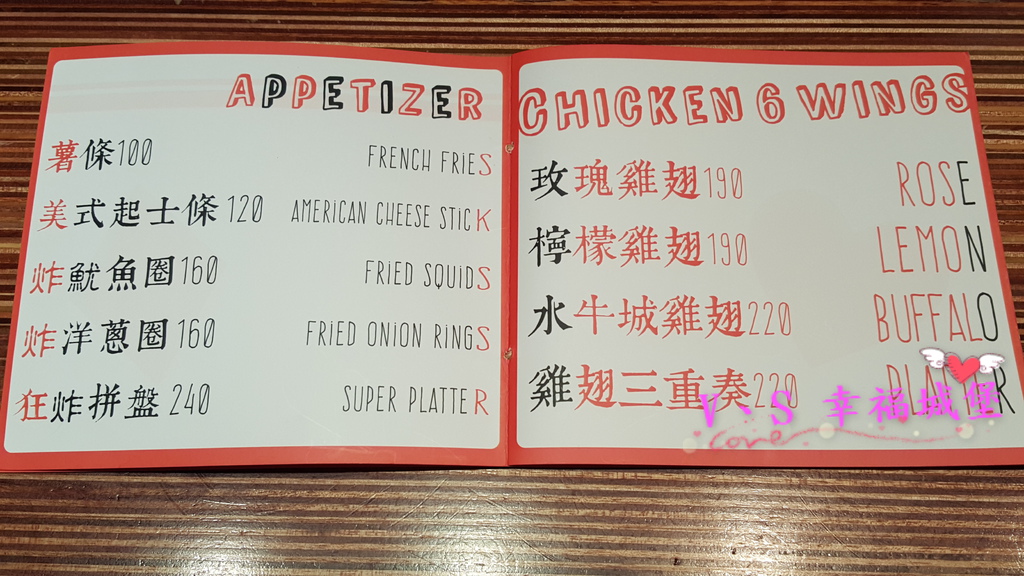 APPETIZER
薯條100 FRENCH FRIES
美式起士條120 AMERICAN CHEESE STICK
炸魷魚圈160 FRIED SQUIDS
炸洋蔥圈160 FRIED ONION RINGS
狂炸拼盤240 SUPER PLATTER
CHICKEN 6 WINGS
玫瑰雞翅190 ROSE
檸檬雞翅190 LEMON
水牛城雞翅220 BUFFALO
雞翅三重奏220 PLATTER
V、S 幸福城堡
Love